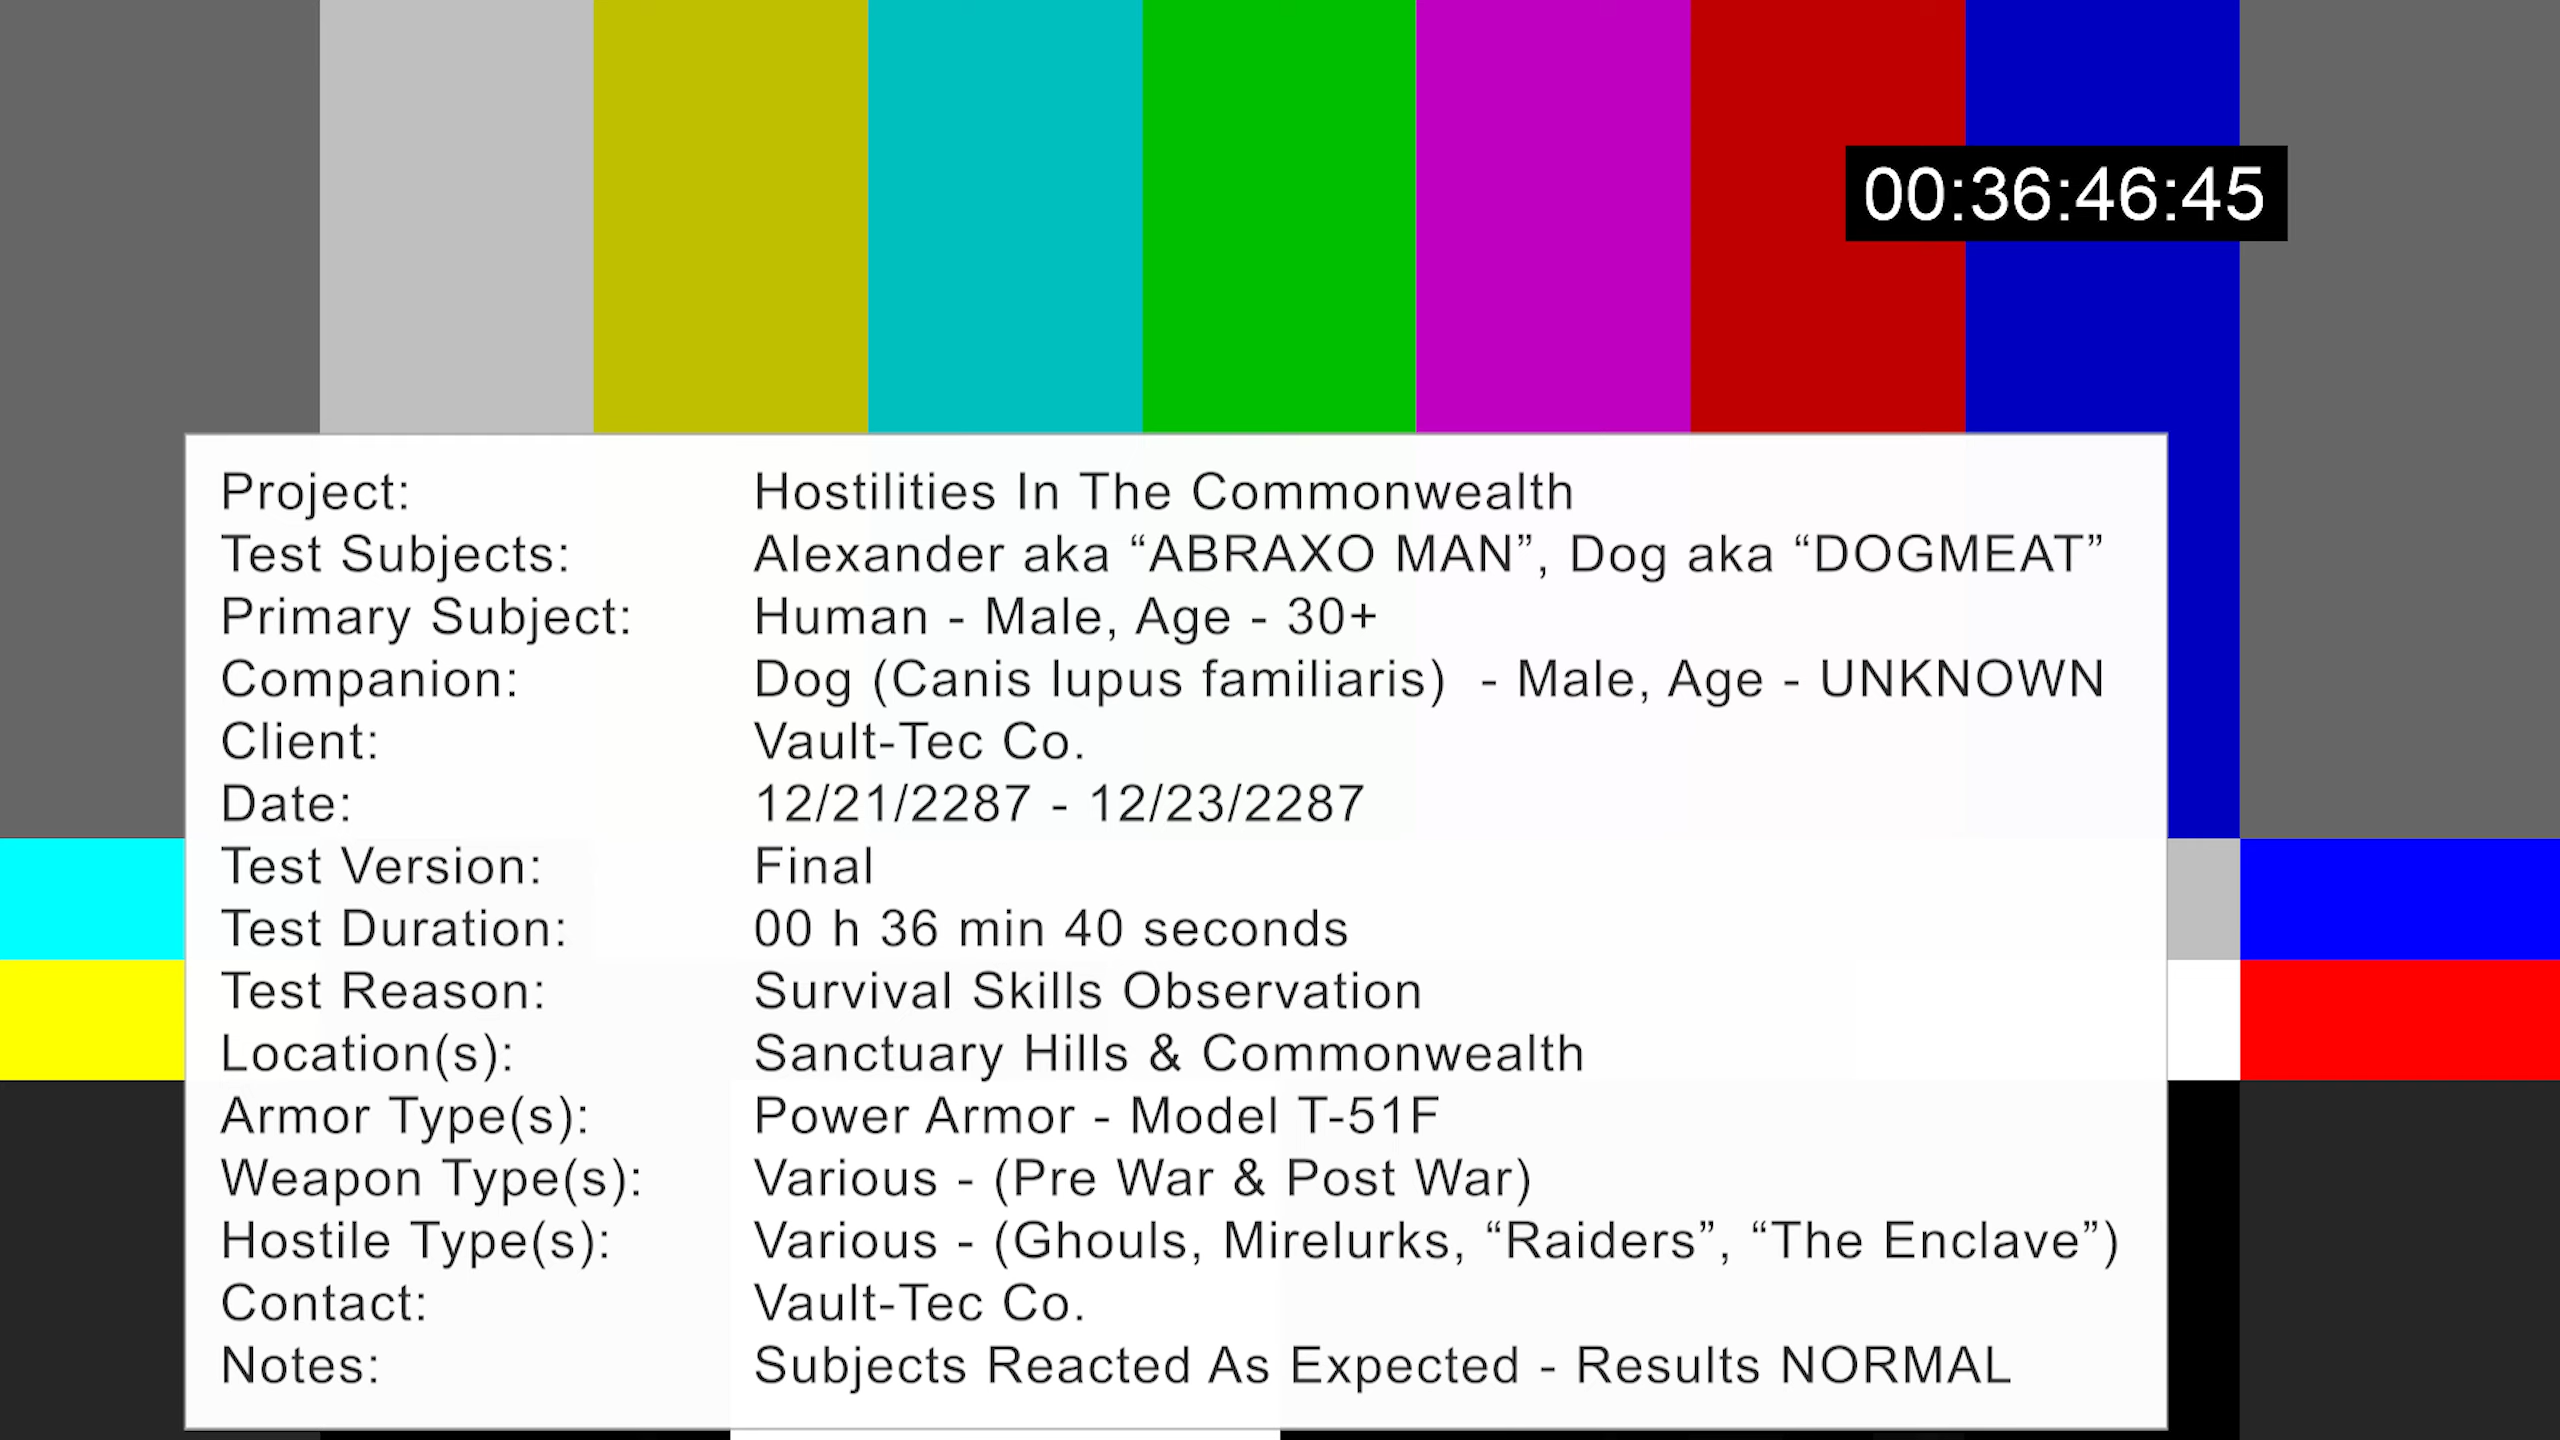 00:36:46:45
Project: Hostilities In The Commonwealth
Test Subjects: Alexander aka “ABRAXO MAN”, Dog aka “DOGMEAT”
Primary Subject: Human - Male, Age - 30+
Companion: Dog (Canis lupus familiaris) - Male, Age - UNKNOWN
Client: Vault-Tec Co.
Date: 12/21/2287 - 12/23/2287
Test Version: Final
Test Duration: 00 h 36 min 40 seconds
Test Reason: Survival Skills Observation
Location(s): Sanctuary Hills & Commonwealth
Armor Type(s): Power Armor - Model T-51F
Weapon Type(s): Various - (Pre War & Post War)
Hostile Type(s): Various - (Ghouls, Mirelurks, “Raiders”, “The Enclave”)
Contact: Vault-Tec Co.
Notes: Subjects Reacted As Expected - Results NORMAL